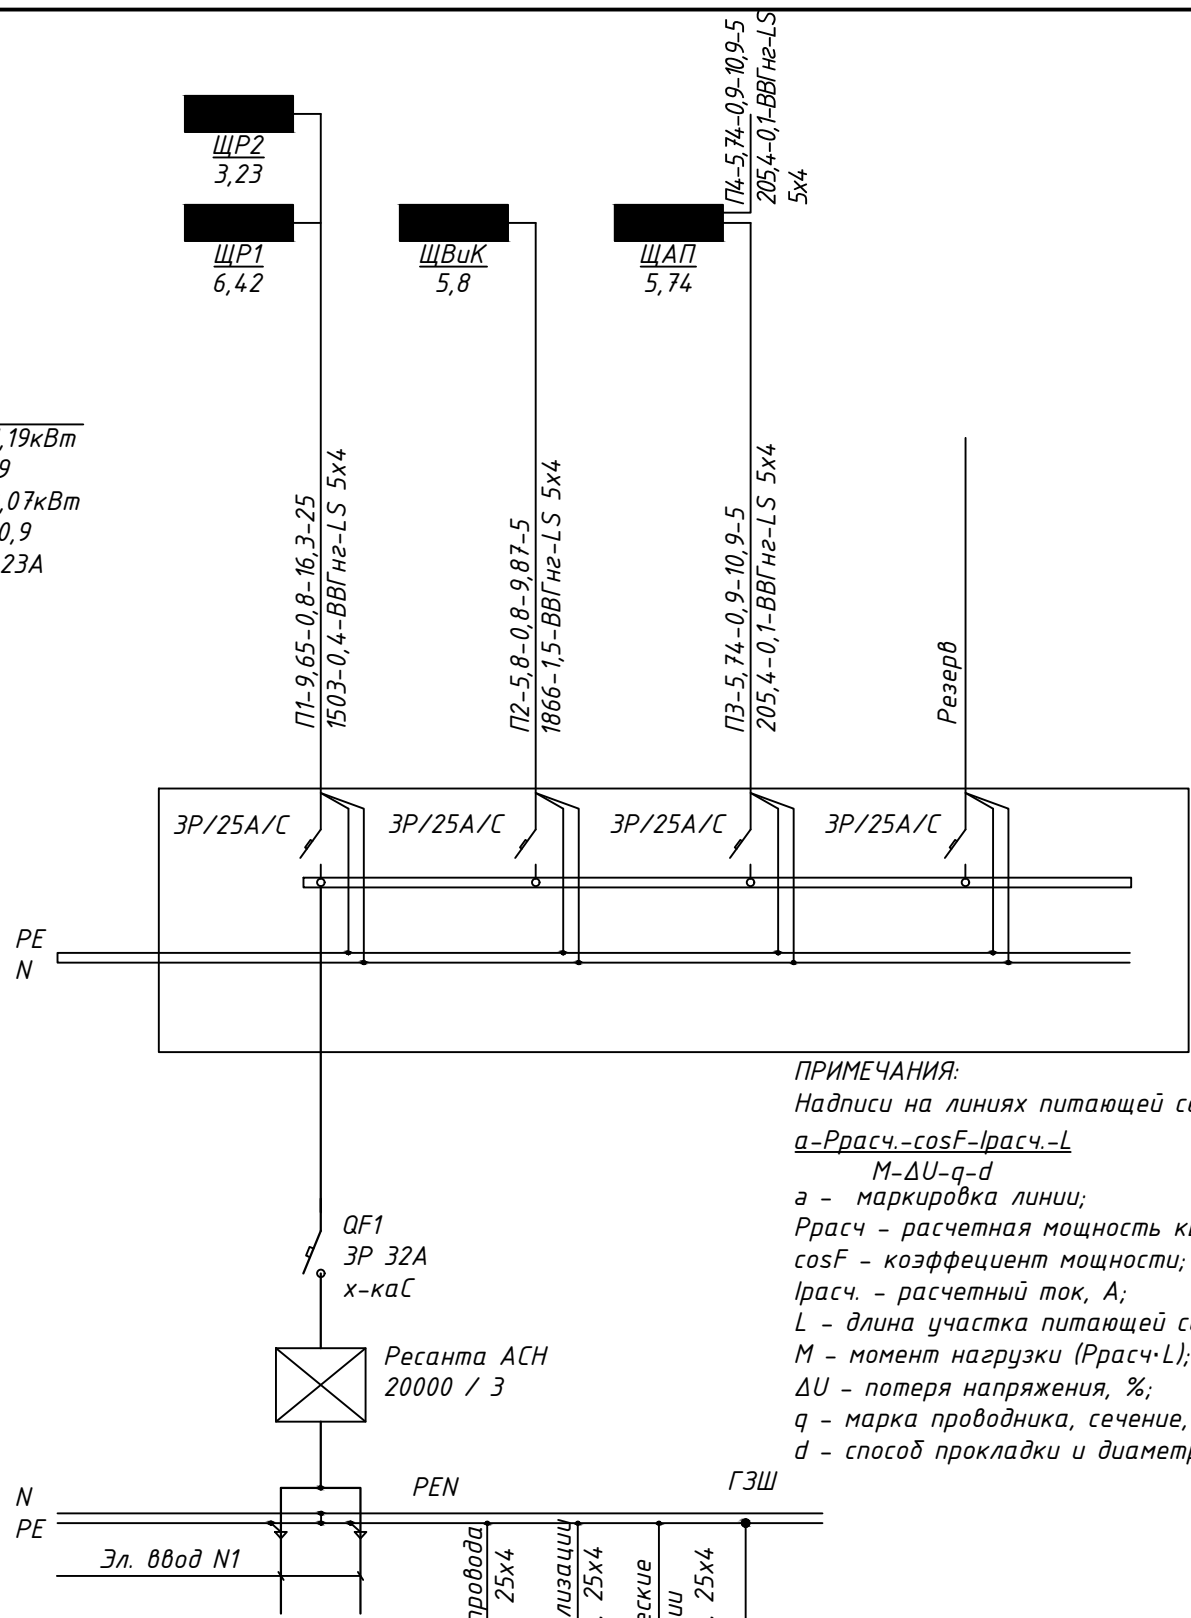 П4-5,74-0,9-10,9-5
205,4-0,1-ВВГнг-LS
5х4
ЩР2
3,23
ЩР1
6,42
ЩВиК
5,8
ЩАП
5,74
,19кВт
9
,07кВт
0,9
23А
П1-9,65-0,8-16,3-25
1503-0,4-ВВГнг-LS 5х4
П2-5,8-0,8-9,87-5
1866-1,5-ВВГнг-LS 5х4
П3-5,74-0,9-10,9-5
205,4-0,1-ВВГнг-LS 5х4
Резерв
3Р/25А/С
3Р/25А/С
3Р/25А/С
3Р/25А/С
PE
N
ПРИМЕЧАНИЯ:
Надписи на линиях питающей
а-Ррасч.-cosF-Iрасч.-L
М-ΔU-q-d
а - маркировка линии;
Ррасч - расчетная мощность
cosF - коэффециент мощности;
Iрасч. - расчетный ток, А;
L - длина участка питающей
М - момент нагрузки (Ррасч·L);
ΔU - потеря напряжения, %;
q - марка проводника, сечение,
d - способ прокладки и диаметр
QF1
3Р 32А
х-каС
Ресанта АСН
20000 / 3
N
PE
PEN
ГЗШ
Эл. ввод N1
провода
25х4
лизации
25х4
еские
ии
25х4